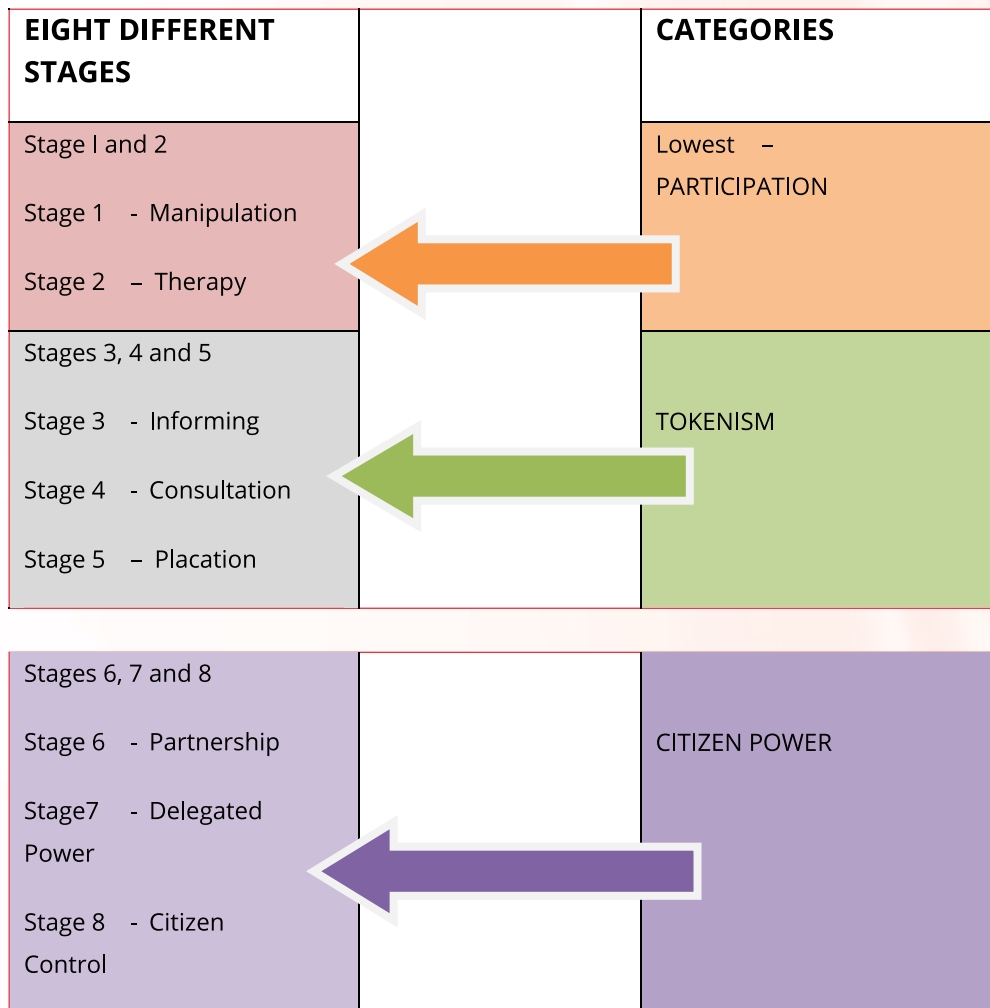 EIGHT DIFFERENT
STAGES
CATEGORIES
Stage l and 2
Stage 1 - Manipulation
Stage 2 – Therapy
Lowest –
PARTICIPATION
Stages 3, 4 and 5
Stage 3 - Informing
Stage 4 - Consultation
Stage 5 – Placation
TOKENISM
Stages 6, 7 and 8
Stage 6 - Partnership
Stage7 - Delegated
Power
Stage 8 - Citizen
Control
CITIZEN POWER